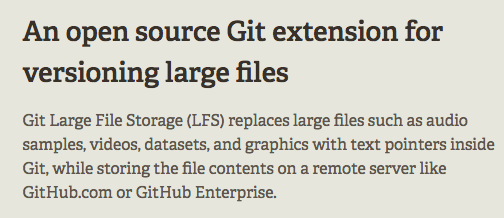 An open source Git extension for
versioning large files
Git Large File Storage (LFS) replaces large files such as audio
samples, videos, datasets, and graphics with text pointers inside
Git, while storing the file contents on a remote server like
GitHub.com or GitHub Enterprise.